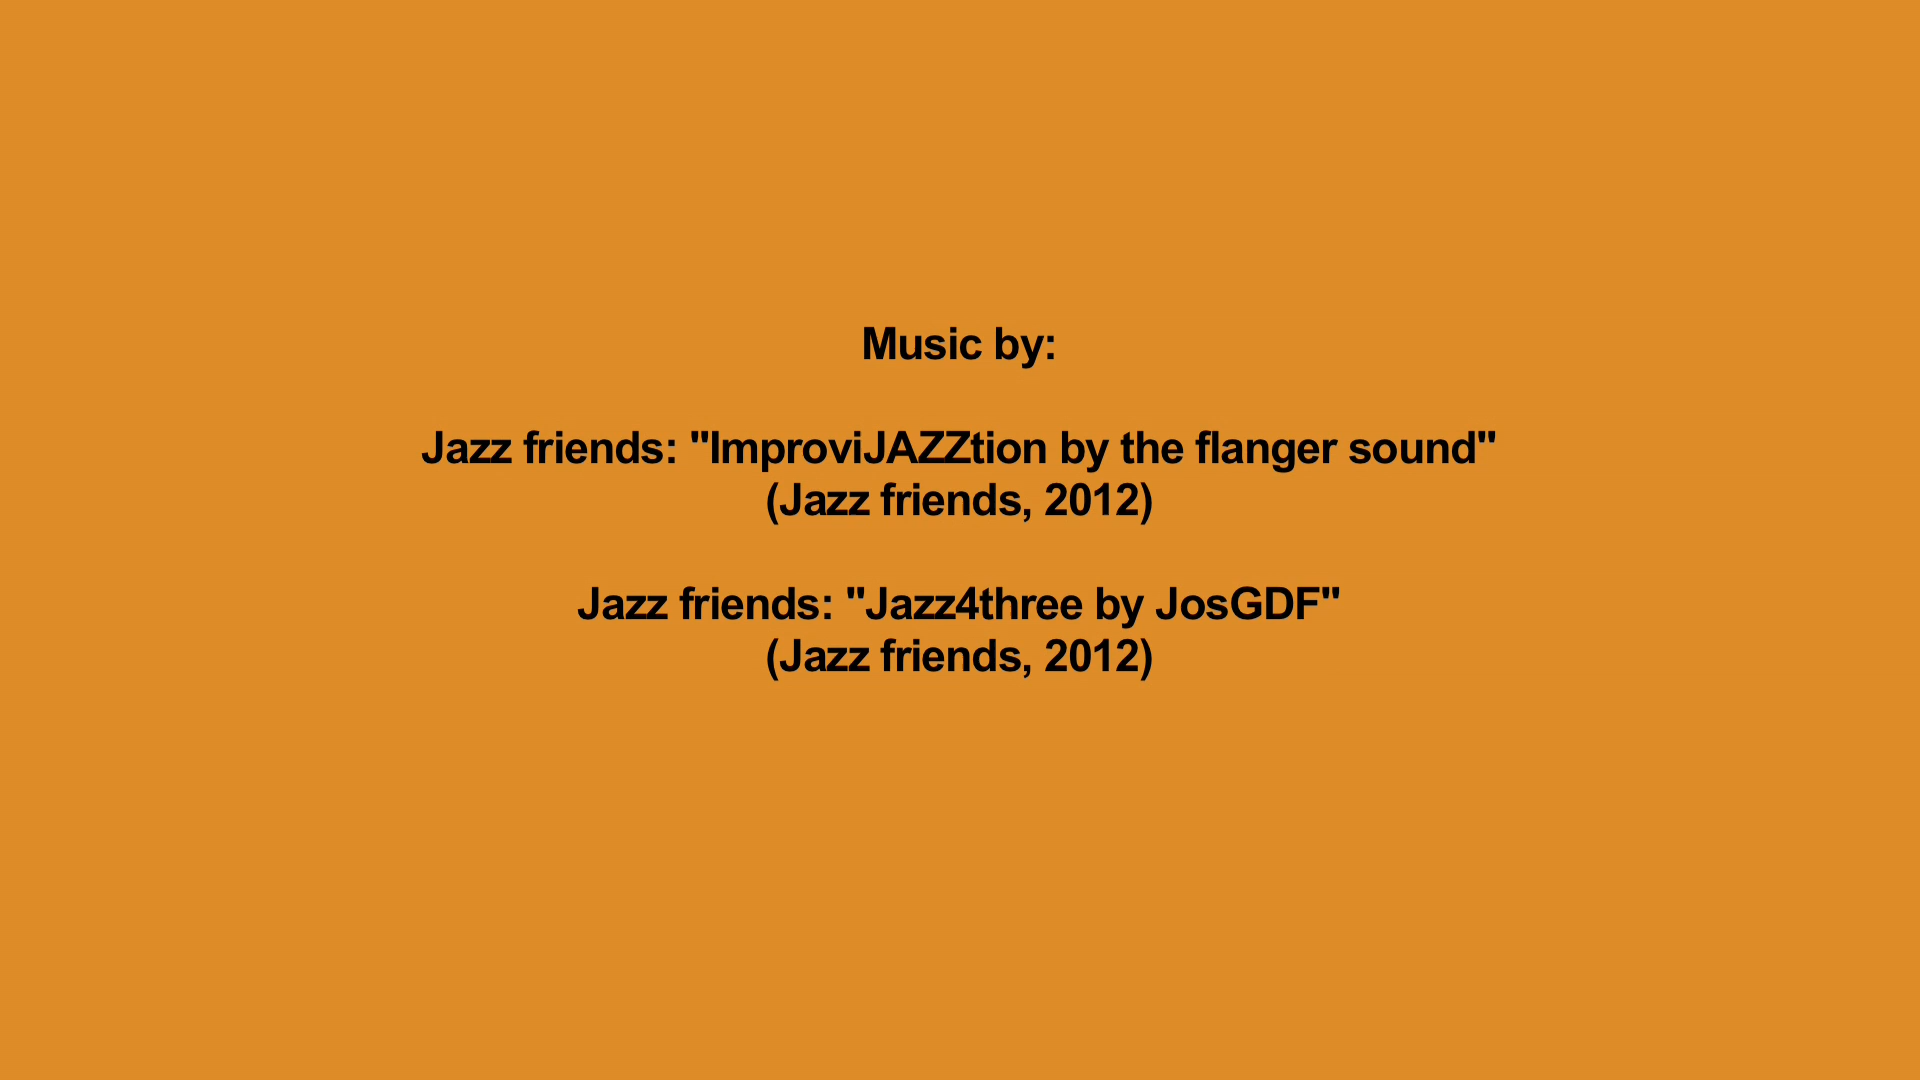 Music by:
Jazz friends: "ImproviJAZZtion by the flanger sound"
(Jazz friends, 2012)
Jazz friends: "Jazz4three by JosGDF"
(Jazz friends, 2012)